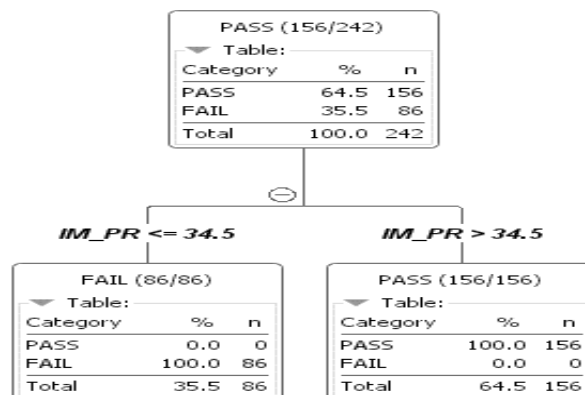 PASS (156/242)
Table:
Category % n
PASS 64.5 156
FAIL 35.5 86
Total 100.0 242
IM_PR <= 34.5
IM_PR > 34.5
FAIL (86/86)
Table:
Category % n
PASS 0.0 0
FAIL 100.0 86
Total 35.5 86
PASS (156/156)
Table:
Category % n
PASS 100.0 156
FAIL 0.0 0
Total 64.5 156